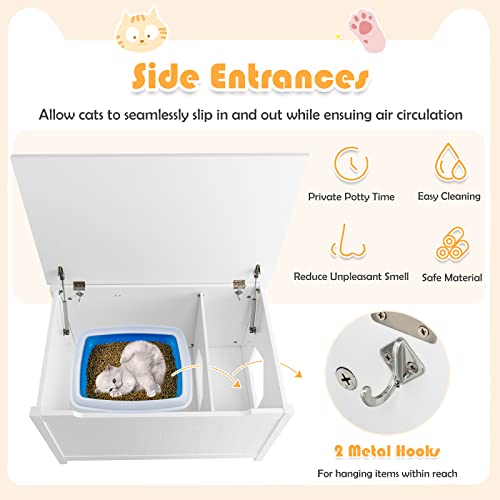 Side Entrances
Allow cats to seamlessly slip in and out while ensuing air circulation
Private Potty Time
Easy Cleaning
Reduce Unpleasant Smell
Safe Material
2 Metal Hooks
For hanging items within reach